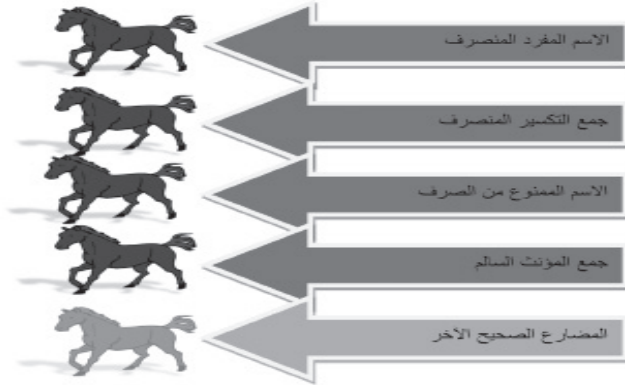 الاسم المفرد المنصرف
جمع التكسير المنصرف
الاسم الممنوع من الصرف
جمع المؤنث السالم
المضارع الصحيح الآخر